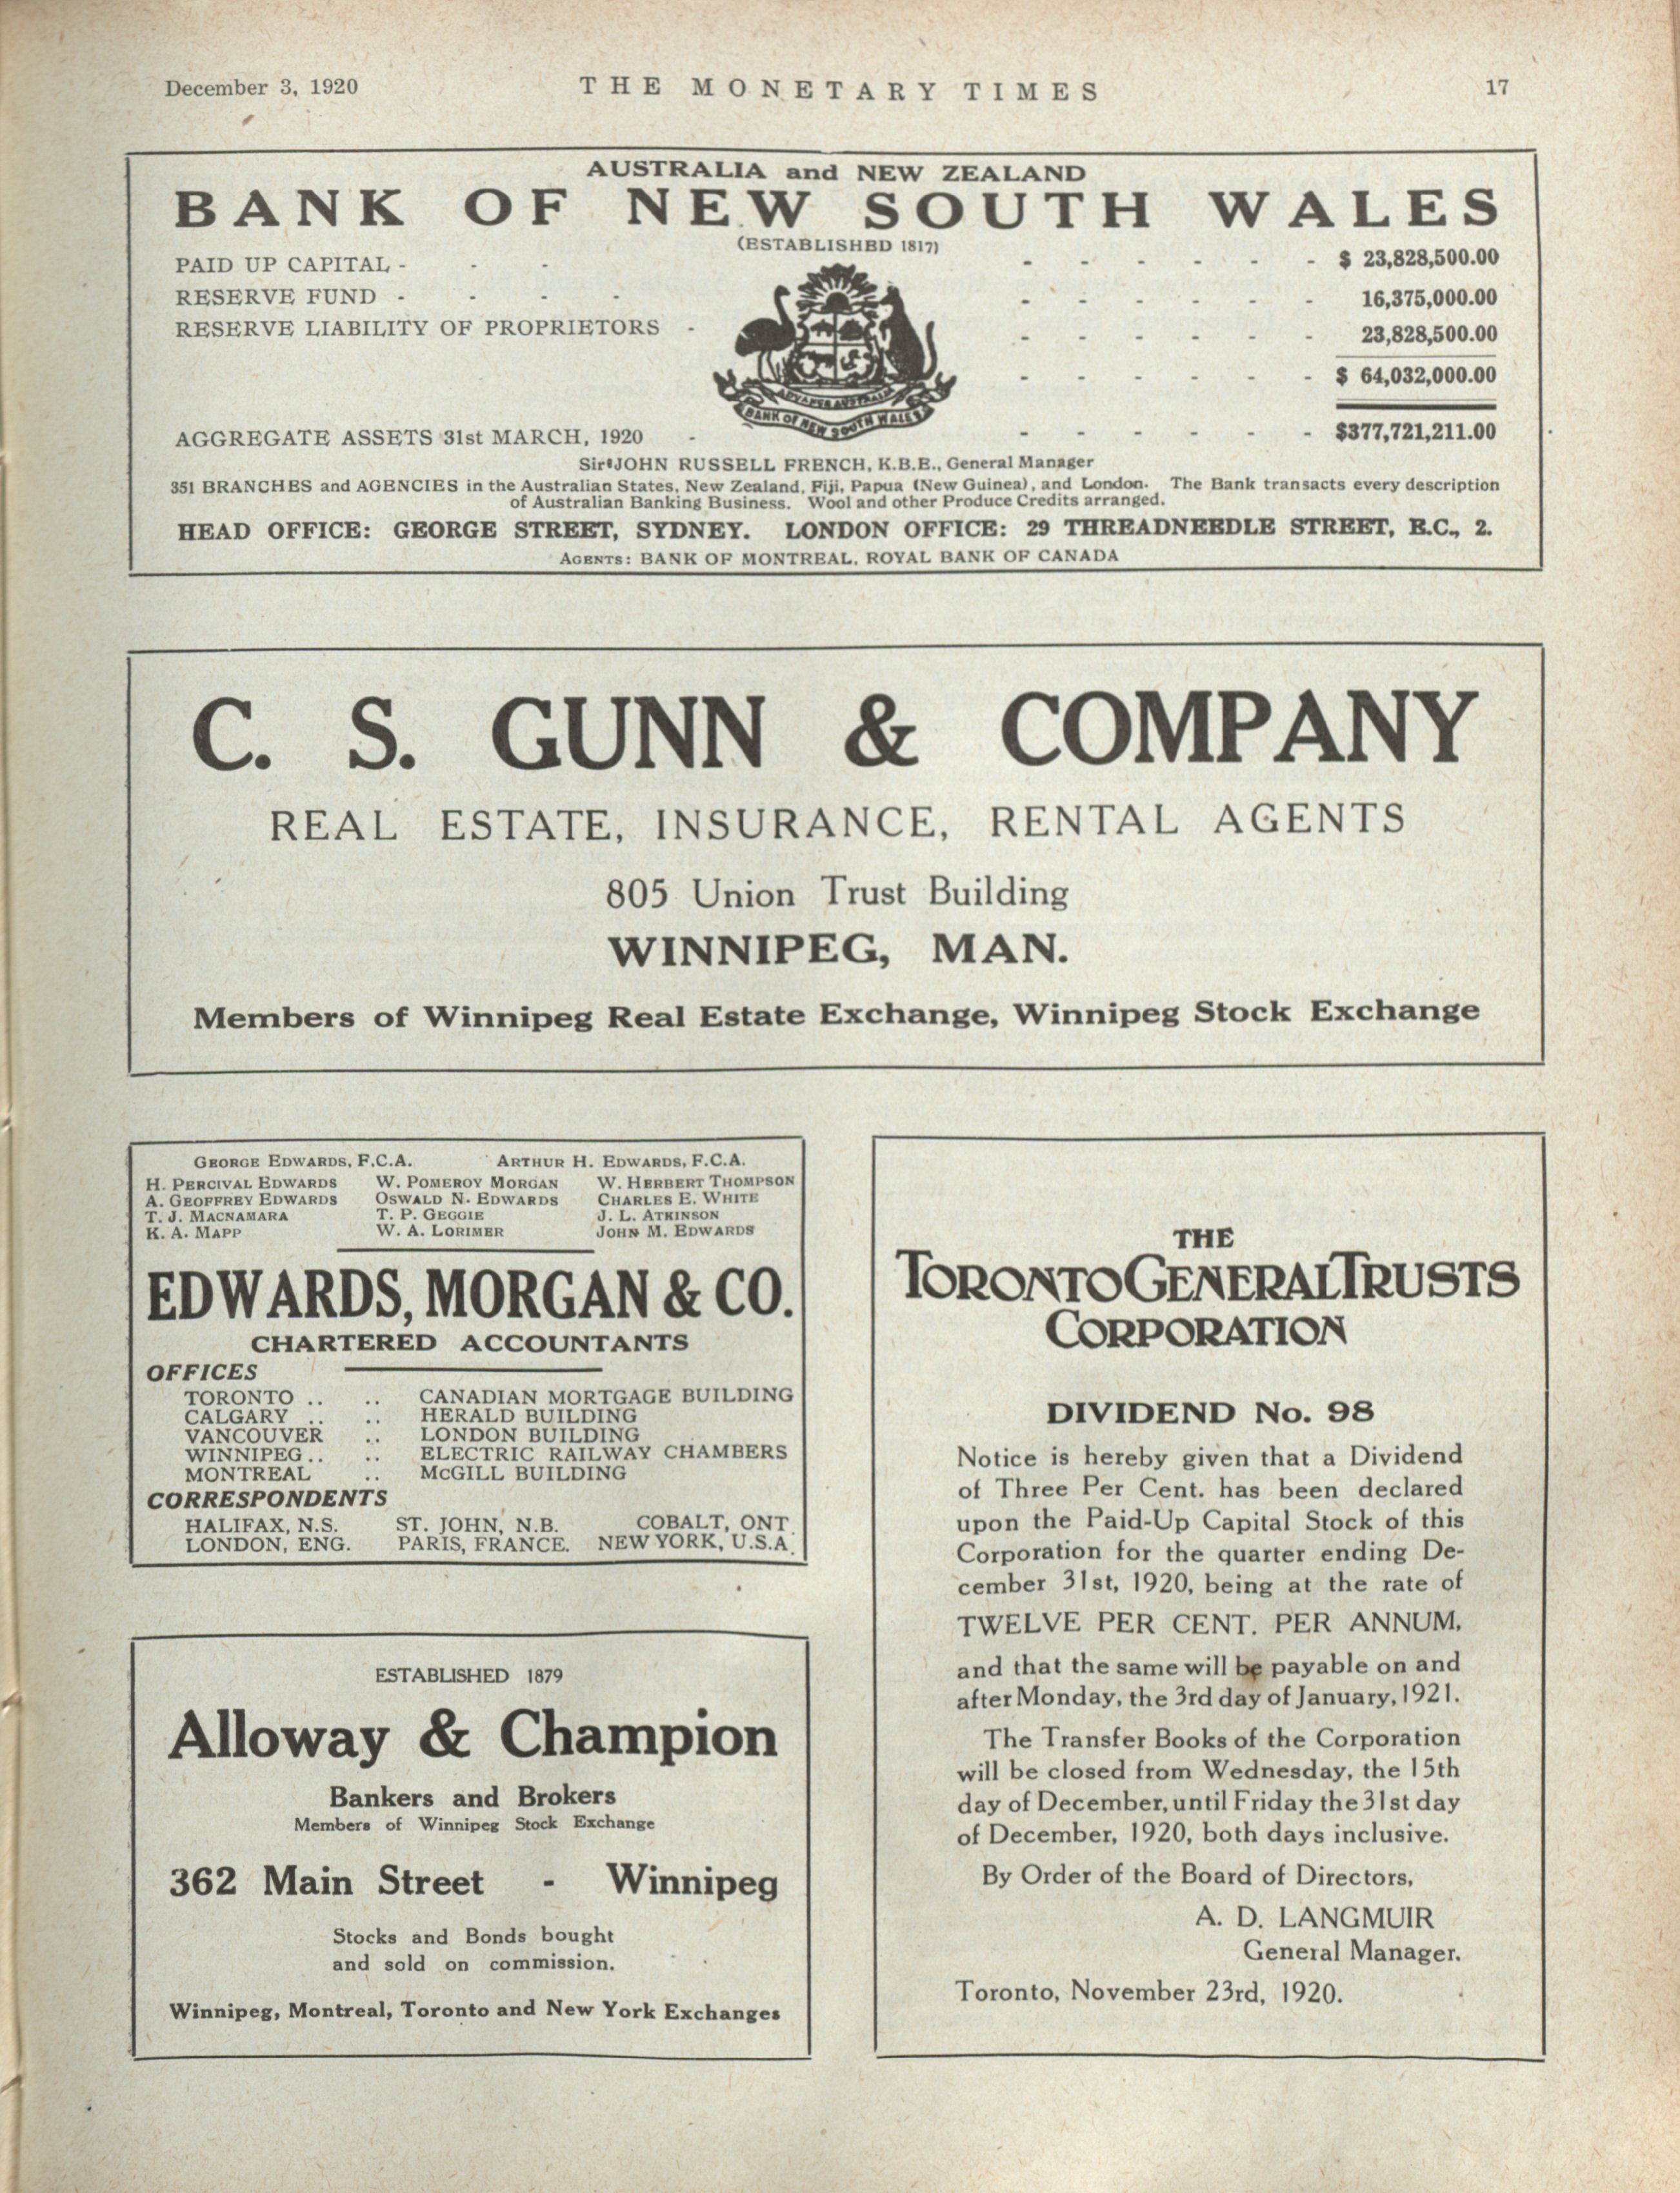 December 3, 1920 THE MONETARY TIMES 17
AUSTRALIA and NEW ZEALAND
BANK OF NEW SOUTH WALES
(ESTABLISHED 1817)
PAID UP CAPITAL - - - - - - - - - $ 23,828,500.00
RESERVE FUND - - - - - - - - - - 16,375,000.00
RESERVE LIABILITY OF PROPRIETORS - - - - - - - 23,828,500.00
- - - - - - $ 64,032,000.00
ADVANCE AUSTRALIA
BANK OF NEW SOUTH WALES
AGGREGATE ASSETS 31st MARCH, 1920 - - - - - - - $377,721,211.00
Sir JOHN RUSSELL FRENCH, K.B.E., General Manager
351 BRANCHES and AGENCIES in the Australian States, New Zealand, Fiji, Papua (New Guinea), and London. The Bank transacts every description
of Australian Banking Business. Wool and other Produce Credits arranged.
HEAD OFFICE: GEORGE STREET, SYDNEY. LONDON OFFICE: 29 THREADNEEDLE STREET, E.C., 2.
AGENTS: BANK OF MONTREAL, ROYAL BANK OF CANADA
C. S. GUNN & COMPANY
REAL ESTATE, INSURANCE, RENTAL AGENTS
805 Union Trust Building
WINNIPEG, MAN.
Members of Winnipeg Real Estate Exchange, Winnipeg Stock Exchange
GEORGE EDWARDS, F.C.A. ARTHUR H. EDWARDS, F.C.A.
H. PERCIVAL EDWARDS W. POMEROY MORGAN W. HERBERT THOMPSON
A. GEOFFREY EDWARDS OSWALD N. EDWARDS CHARLES E. WHITE
T. J. MACNAMARA T. P. GEGGIE J. L. ATKINSON
K. A. MAPP W. A. LORIMER JOHN M. EDWARDS
EDWARDS, MORGAN & CO.
CHARTERED ACCOUNTANTS
OFFICES
TORONTO .. .. CANADIAN MORTGAGE BUILDING
CALGARY .. .. HERALD BUILDING
VANCOUVER .. LONDON BUILDING
WINNIPEG .. .. ELECTRIC RAILWAY CHAMBERS
MONTREAL .. McGILL BUILDING
CORRESPONDENTS
HALIFAX, N.S. ST. JOHN, N.B. COBALT, ONT.
LONDON, ENG. PARIS, FRANCE. NEW YORK, U.S.A.
ESTABLISHED 1879
Alloway & Champion
Bankers and Brokers
Members of Winnipeg Stock Exchange
362 Main Street - Winnipeg
Stocks and Bonds bought
and sold on commission.
Winnipeg, Montreal, Toronto and New York Exchanges
THE
TORONTO GENERAL TRUSTS
CORPORATION
DIVIDEND No. 98
Notice is hereby given that a Dividend
of Three Per Cent. has been declared
upon the Paid-Up Capital Stock of this
Corporation for the quarter ending De-
cember 31st, 1920, being at the rate of
TWELVE PER CENT. PER ANNUM,
and that the same will be payable on and
after Monday, the 3rd day of January, 1921.
The Transfer Books of the Corporation
will be closed from Wednesday, the 15th
day of December, until Friday the 31st day
of December, 1920, both days inclusive.
By Order of the Board of Directors,
A. D. LANGMUIR
General Manager.
Toronto, November 23rd, 1920.